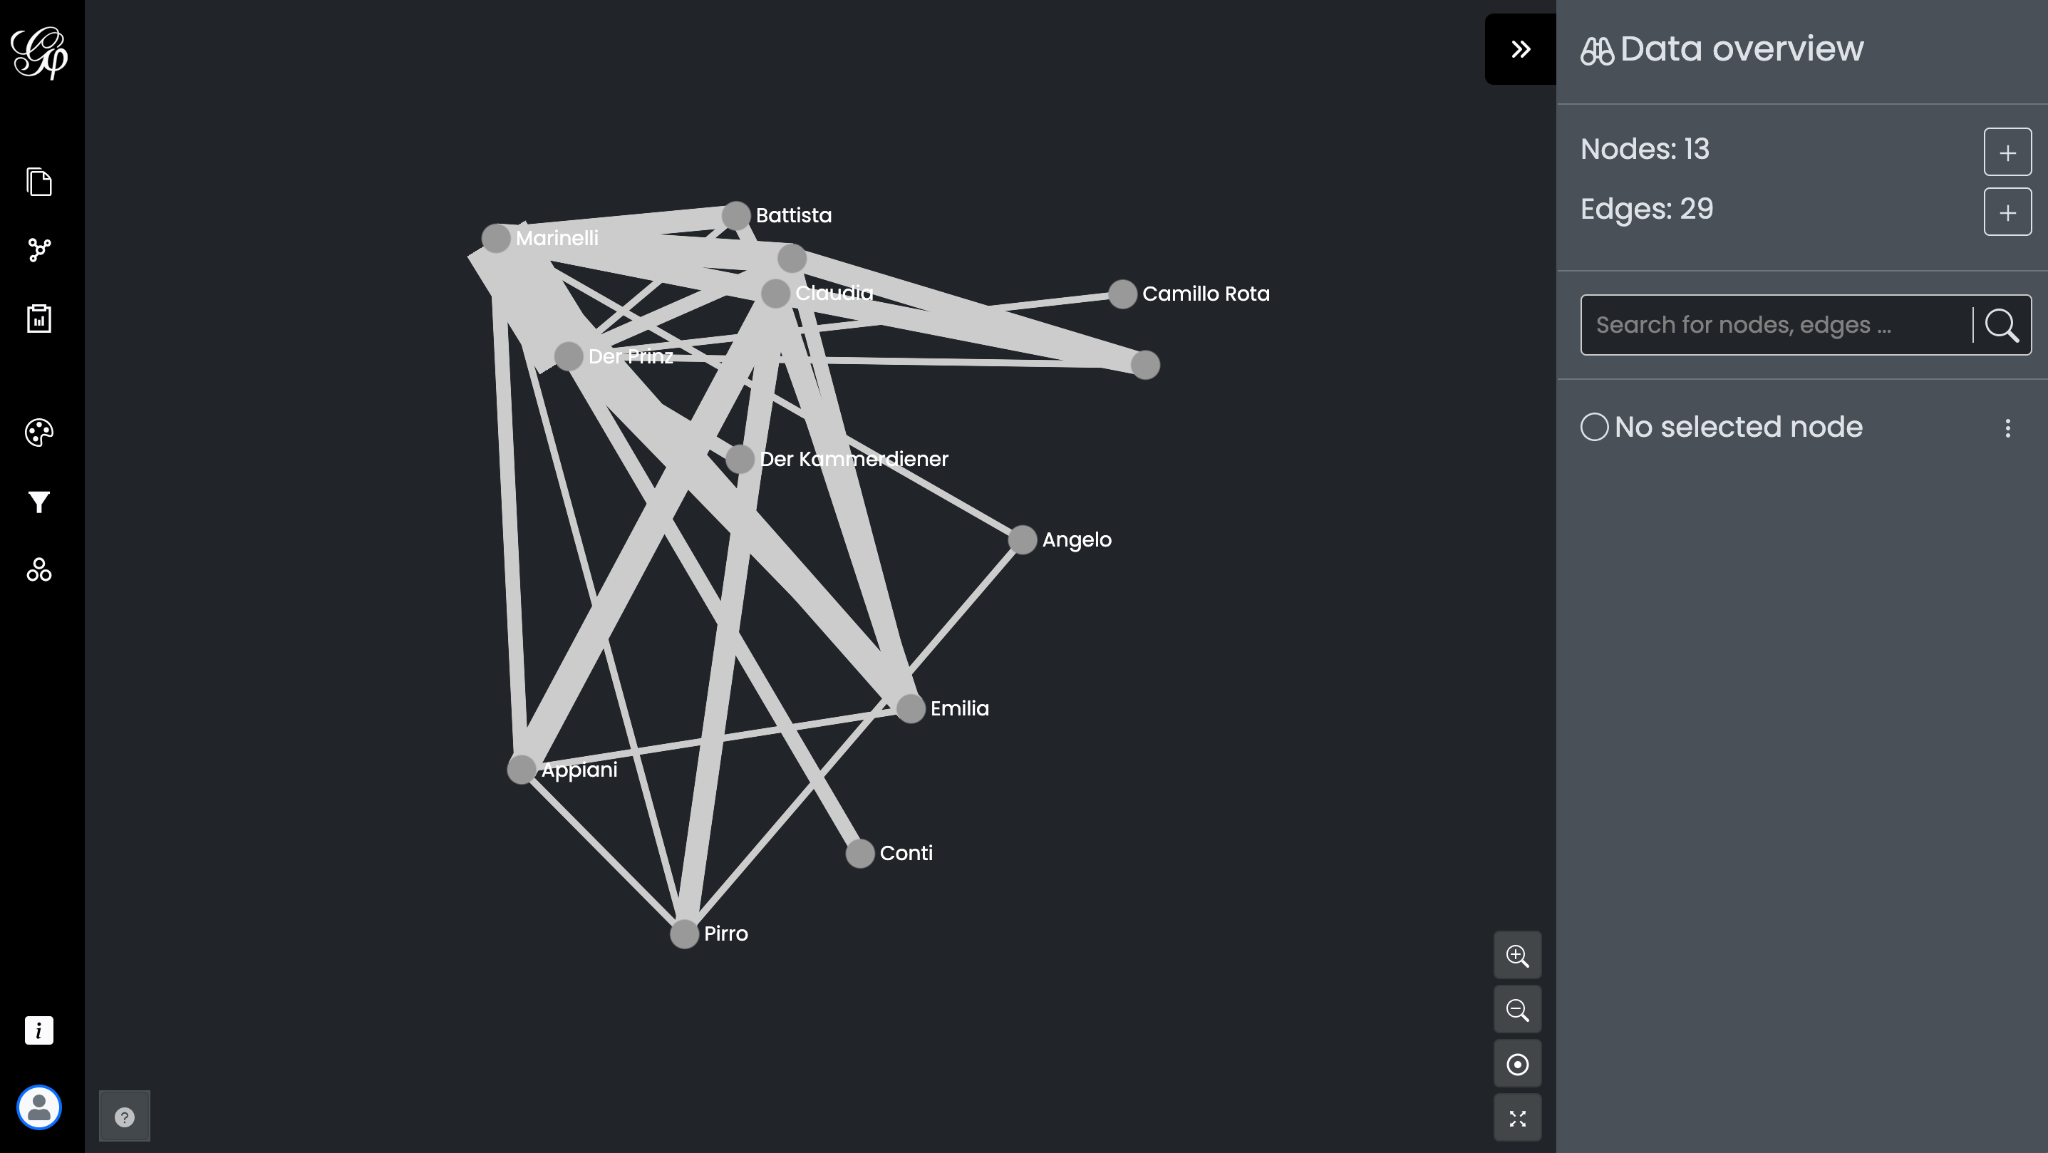 Data overview
Nodes: 13
Edges: 29
Search for nodes, edges ...
No selected node
Battista
Marinelli
Claudia
Camillo Rota
Der Prinz
Der Kammerdiener
Angelo
Emilia
Appiani
Conti
Pirro